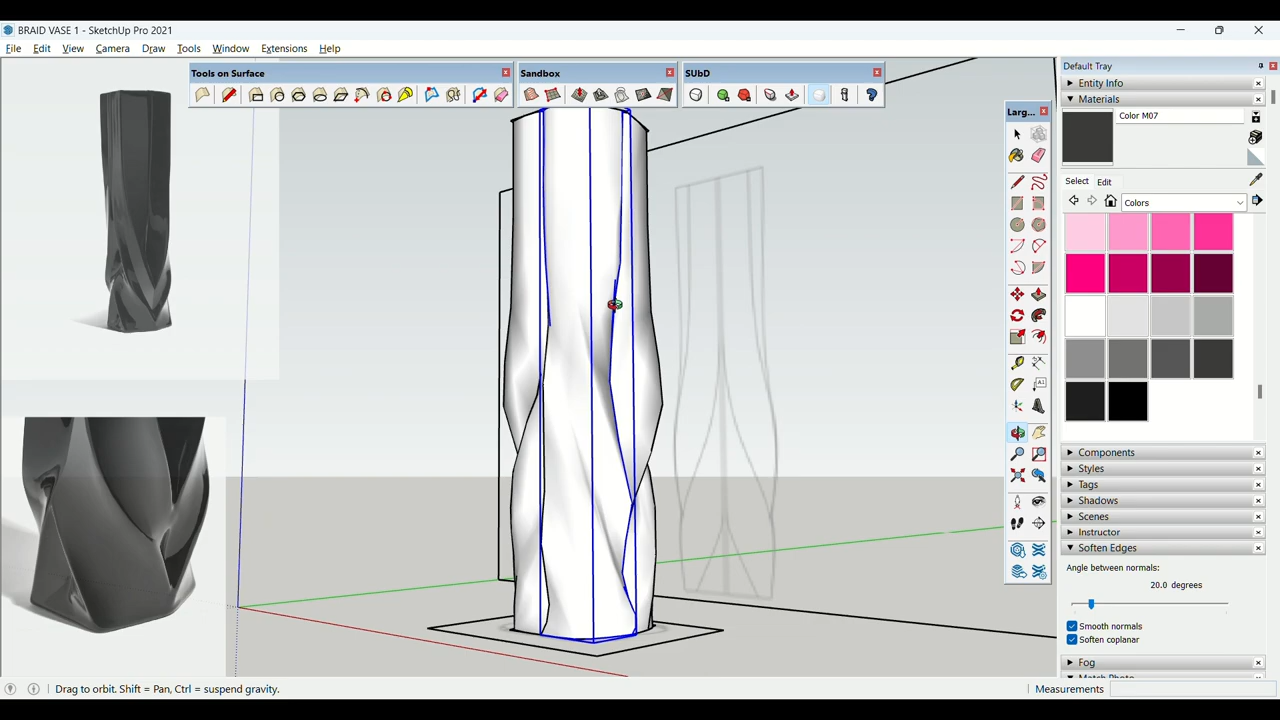 BRAID VASE 1 - SketchUp Pro 2021
File Edit View Camera Draw Tools Window Extensions Help
Tools on Surface
Sandbox
SUbD
Larg...
Default Tray
Entity Info
Materials
Color M07
Select Edit
Colors
Components
Styles
Tags
Shadows
Scenes
Instructor
Soften Edges
Angle between normals:
20.0 degrees
Smooth normals
Soften coplanar
Fog
Match Photo
Drag to orbit. Shift = Pan, Ctrl = suspend gravity.
Measurements